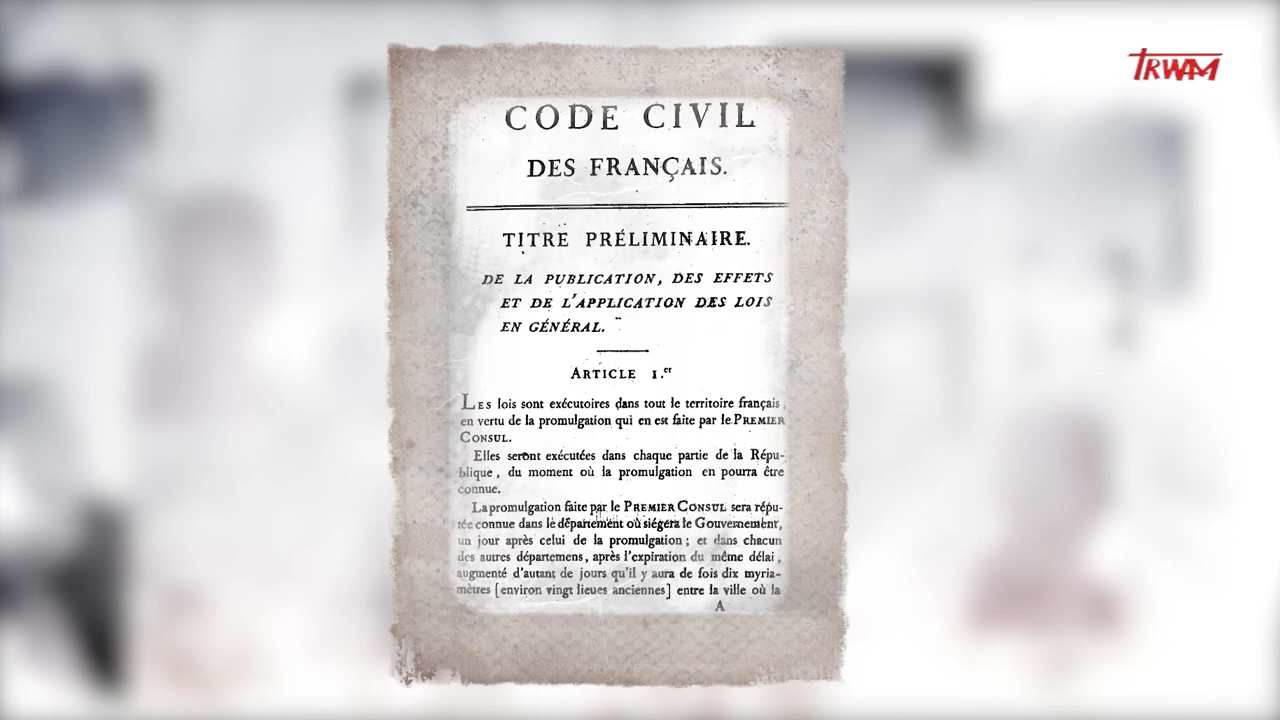 TRWAM
CODE CIVIL
DES FRANÇAIS.
TITRE PRÉLIMINAIRE.
DE LA PUBLICATION, DES EFFETS
ET DE L'APPLICATION DES LOIS
EN GÉNÉRAL.
ARTICLE 1.er
LES lois sont exécutoires dans tout le territoire français,
en vertu de la promulgation qui en est faite par le PREMIER
CONSUL.
Elles seront exécutées dans chaque partie de la Répu-
blique, du moment où la promulgation en pourra être
connue.
La promulgation faite par le PREMIER CONSUL sera répu-
tée connue dans le département où siégera le Gouvernement,
un jour après celui de la promulgation ; et dans chacun
des autres départemens, après l'expiration du même délai,
augmenté d'autant de jours qu'il y aura de fois dix myria-
mètres [environ vingt lieues anciennes] entre la ville où la
A